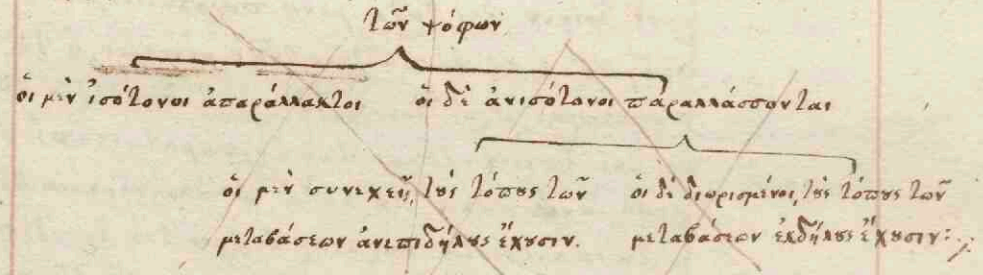 τῶν ψόφων
οἱ μὲν ἰσότονοι ἀπαράλλακτοι οἱ δὲ ἀνισότονοι παραλλάσσονται
οἱ μὲν συνεχεῖς, τοὺς τόπους τῶν
μεταβάσεων ἀνεπιδήλους ἔχουσιν.
οἱ δὲ διωρισμένοι, τοὺς τόπους τῶν
μεταβάσεων ἐκδήλους ἔχουσιν: